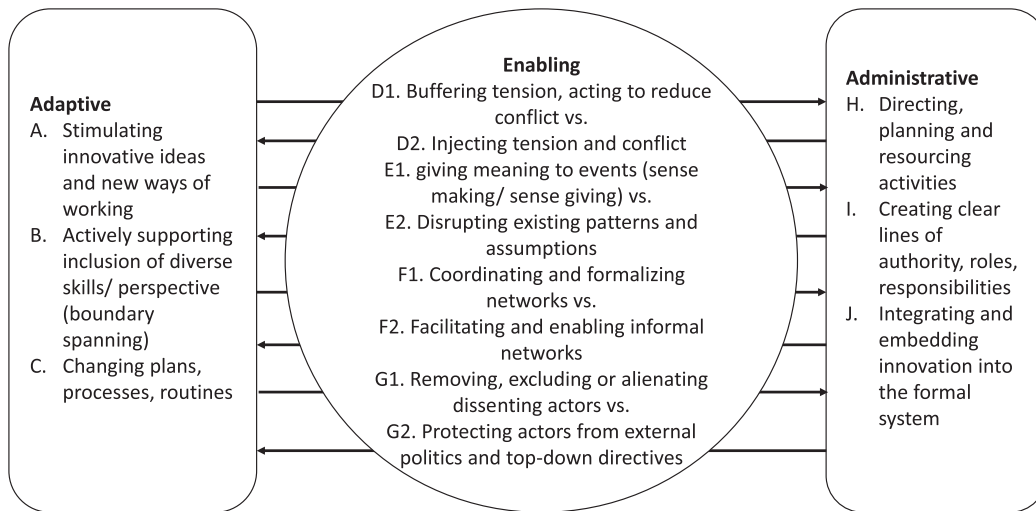 Adaptive
A. Stimulating
innovative ideas
and new ways of
working
B. Actively supporting
inclusion of diverse
skills/ perspective
(boundary
spanning)
C. Changing plans,
processes, routines
Enabling
D1. Buffering tension, acting to reduce
conflict vs.
D2. Injecting tension and conflict
E1. giving meaning to events (sense
making/ sense giving) vs.
E2. Disrupting existing patterns and
assumptions
F1. Coordinating and formalizing
networks vs.
F2. Facilitating and enabling informal
networks
G1. Removing, excluding or alienating
dissenting actors vs.
G2. Protecting actors from external
politics and top-down directives
Administrative
H. Directing,
planning and
resourcing
activities
I. Creating clear
lines of
authority, roles,
responsibilities
J. Integrating and
embedding
innovation into
the formal
system